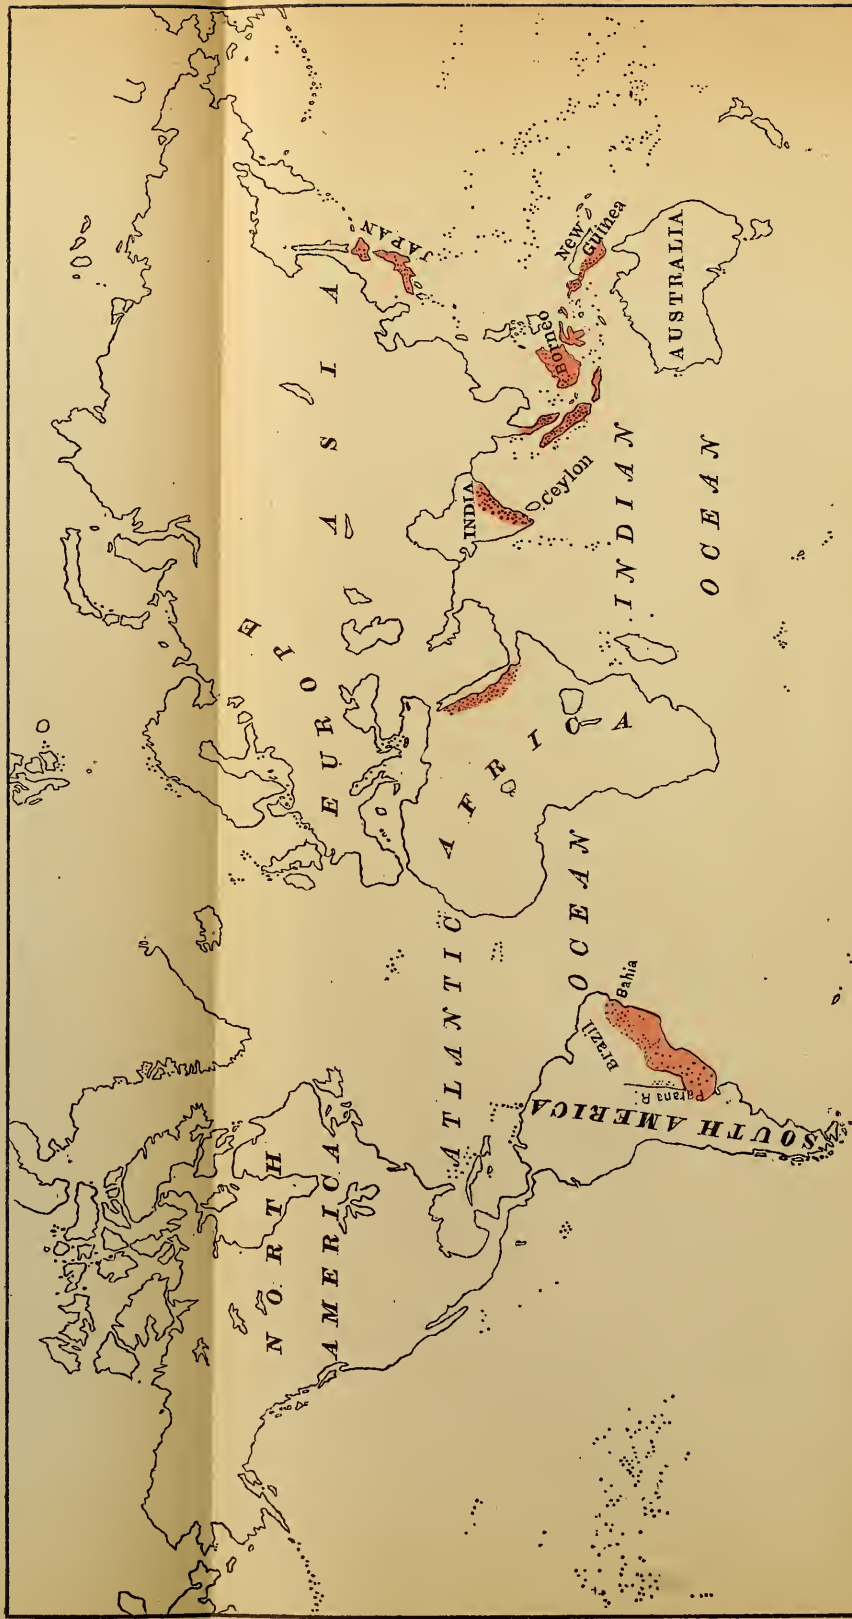 NORTH
AMERICA
ATLANTIC
OCEAN
SOUTH AMERICA
Brazil
Bahia
Parana R.
EUROPE
ASIA
AFRICA
INDIA
Ceylon
INDIAN
OCEAN
JAPAN
Borneo
New
Guinea
AUSTRALIA